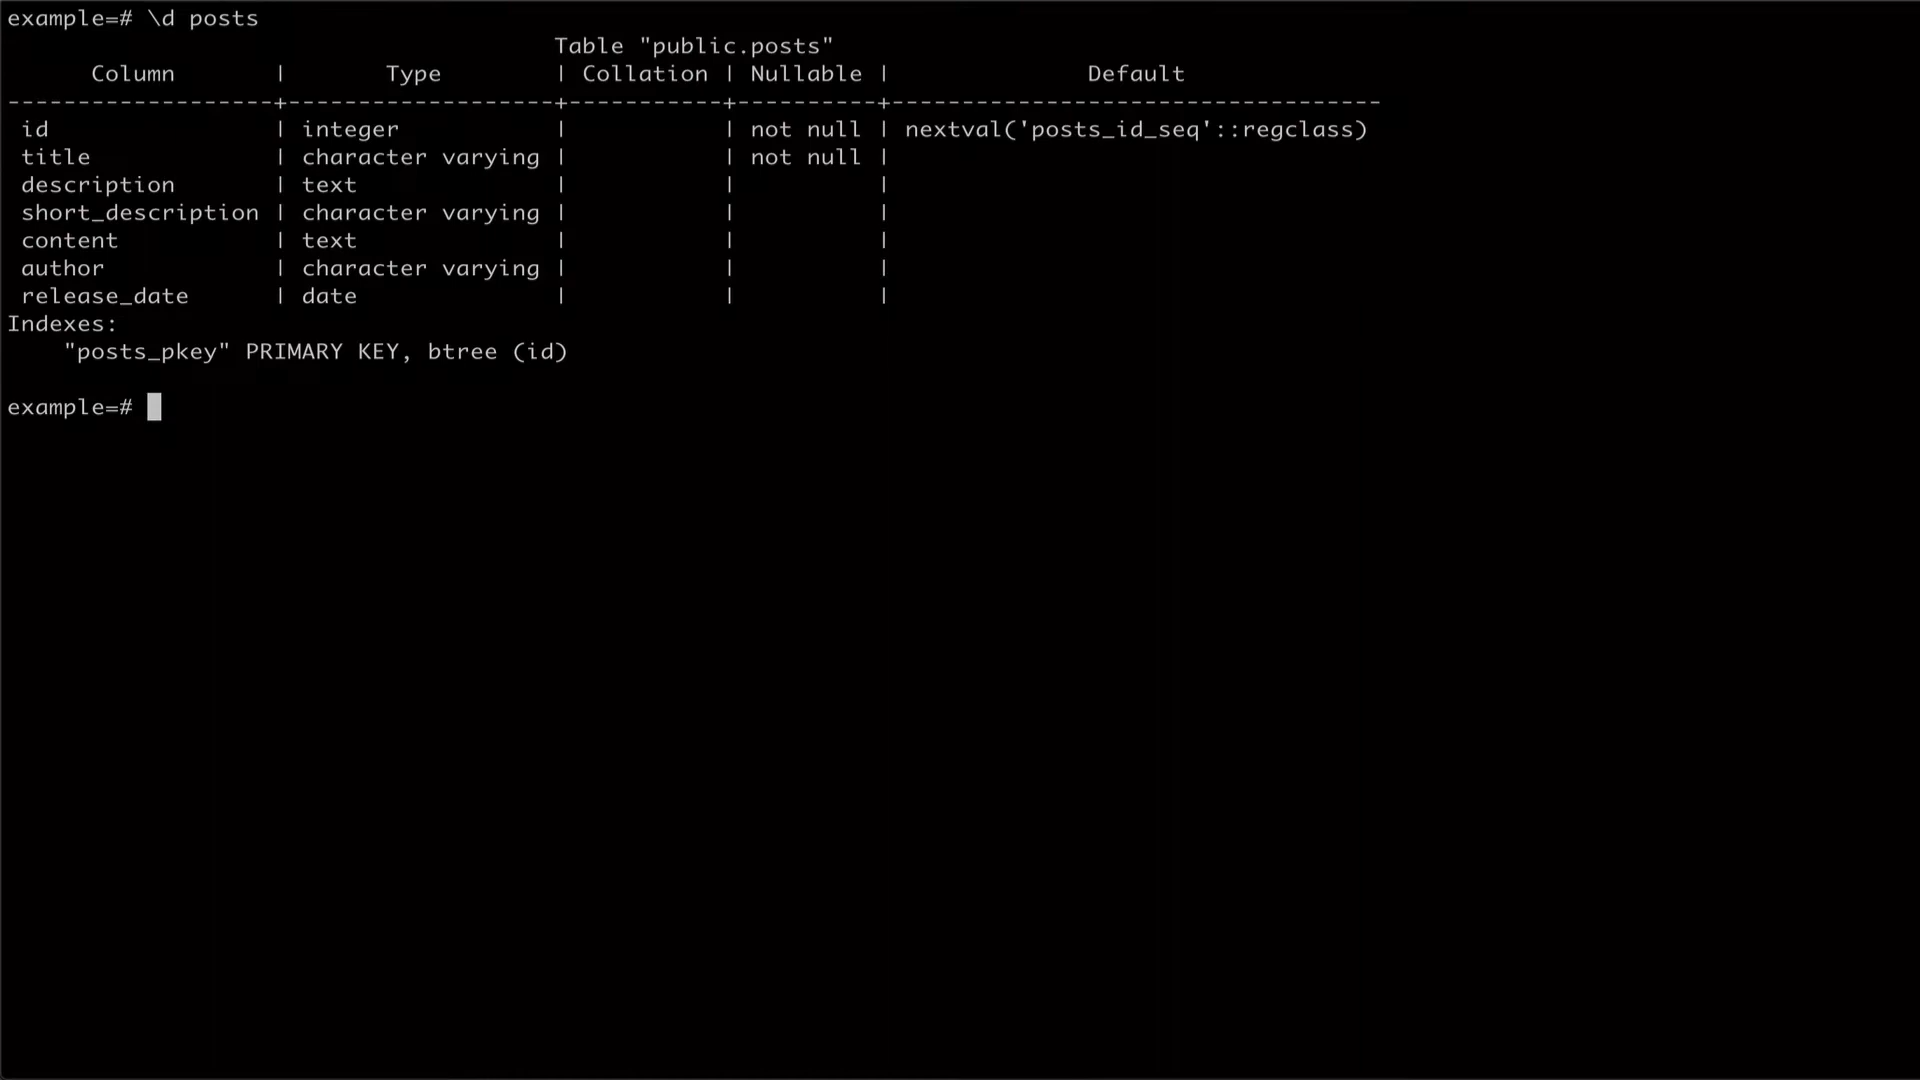 example=# \d posts
                                       Table "public.posts"
      Column       |       Type        | Collation | Nullable |              Default
-------------------+-------------------+-----------+----------+-----------------------------------
 id                | integer           |           | not null | nextval('posts_id_seq'::regclass)
 title             | character varying |           | not null |
 description       | text              |           |          |
 short_description | character varying |           |          |
 content           | text              |           |          |
 author            | character varying |           |          |
 release_date      | date              |           |          |
Indexes:
    "posts_pkey" PRIMARY KEY, btree (id)
example=#